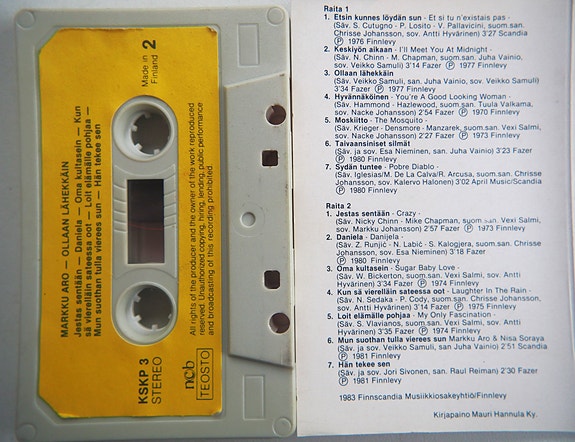 MARKKU ARO — OLLAAN LÄHEKKÄIN
Jestas sentään — Daniela — Oma kultasein — Kun
sä vierelläin sateessa oot — Loit elämälle pohjaa —
Mun suothan tulla vierees sun — Hän tekee sen
KSKP 3
STEREO
2
Made in
Finland
All rights of the producer and the owner of the work reproduced
reserved. Unauthorized copying, hiring, lending, public performance
and broadcasting of this recording prohibited.
ncb
TEOSTO
Raita 1
1. Etsin kunnes löydän sun - Et si tu n'existais pas -
(Säv. S. Cutugno - P. Losito - V. Pallavicini, suom.san.
Chrisse Johansson, sov. Antti Hyvärinen) 3'27 Scandia
Ⓟ 1976 Finnlevy
2. Keskiyön aikaan - I'll Meet You At Midnight -
(Säv. N. Chinn - M. Chapman, suom.san. Juha Vainio,
sov. Veikko Samuli) 3'14 Fazer Ⓟ 1977 Finnlevy
3. Ollaan lähekkäin
(Säv. Veikko Samuli, san. Juha Vainio, sov. Veikko Samuli)
3'34 Fazer Ⓟ 1977 Finnlevy
4. Hyvännäköinen - You're A Good Looking Woman -
(Säv. Hammond - Hazlewood, suom.san. Tuula Valkama,
sov. Nacke Johansson) 2'54 Fazer Ⓟ 1970 Finnlevy
5. Moskiitto - The Mosquito -
(Säv. Krieger - Densmore - Manzarek, suom.san. Vexi Salmi,
sov. Nacke Johansson) 2'27 Fazer Ⓟ 1973 Finnlevy
6. Taivaansiniset silmät
(Säv. ja sov. Esa Nieminen, san. Juha Vainio) 3'23 Fazer
Ⓟ 1980 Finnlevy
7. Sydän tuntee - Pobre Diablo -
(Säv. Iglesias/M. De La Calva/R. Arcusa, suom.san. Chrisse
Johansson, sov. Kalervo Halonen) 3'02 April Music/Scandia
Ⓟ 1980 Finnlevy
Raita 2
1. Jestas sentään - Crazy -
(Säv. Nicky Chinn - Mike Chapman, suom.san. Vexi Salmi,
sov. Markku Johansson) 2'57 Fazer Ⓟ 1973 Finnlevy
2. Daniela - Danijela -
(Säv. Z. Runjić - N. Labić - S. Kalogjera, suom.san. Chrisse
Johansson, sov. Esa Nieminen) 3'18 Fazer
Ⓟ 1980 Finnlevy
3. Oma kultasein - Sugar Baby Love -
(Säv. W. Bickerton, suom.san. Vexi Salmi, sov. Antti
Hyvärinen) 3'34 Fazer Ⓟ 1974 Finnlevy
4. Kun sä vierelläin sateessa oot - Laughter In The Rain -
(Säv. N. Sedaka - P. Cody, suom.san. Chrisse Johansson,
sov. Antti Hyvärinen) 3'14 Fazer Ⓟ 1975 Finnlevy
5. Loit elämälle pohjaa - My Only Fascination -
(Säv. S. Vlavianos, suom.san. Vexi Salmi, sov. Antti
Hyvärinen) 3'35 Fazer Ⓟ 1974 Finnlevy
6. Mun suothan tulla vierees sun - Markku Aro & Nisa Soraya
(Säv. ja sov. Veikko Samuli, san Juha Vainio) 2'51 Scandia
Ⓟ 1981 Finnlevy
7. Hän tekee sen
(Säv. ja sov. Jori Sivonen, san. Raul Reiman) 2'30 Fazer
Ⓟ 1981 Finnlevy
1983 Finnscandia Musiikkiosakeyhtiö/Finnlevy
Kirjapaino Mauri Hannula Ky.